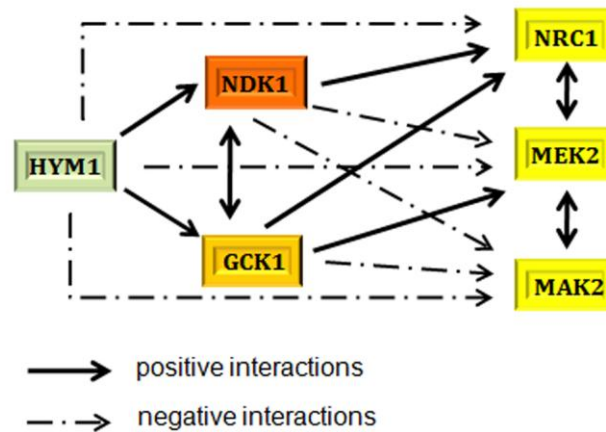 NRC1
NDK1
HYM1
MEK2
GCK1
MAK2
positive interactions
negative interactions